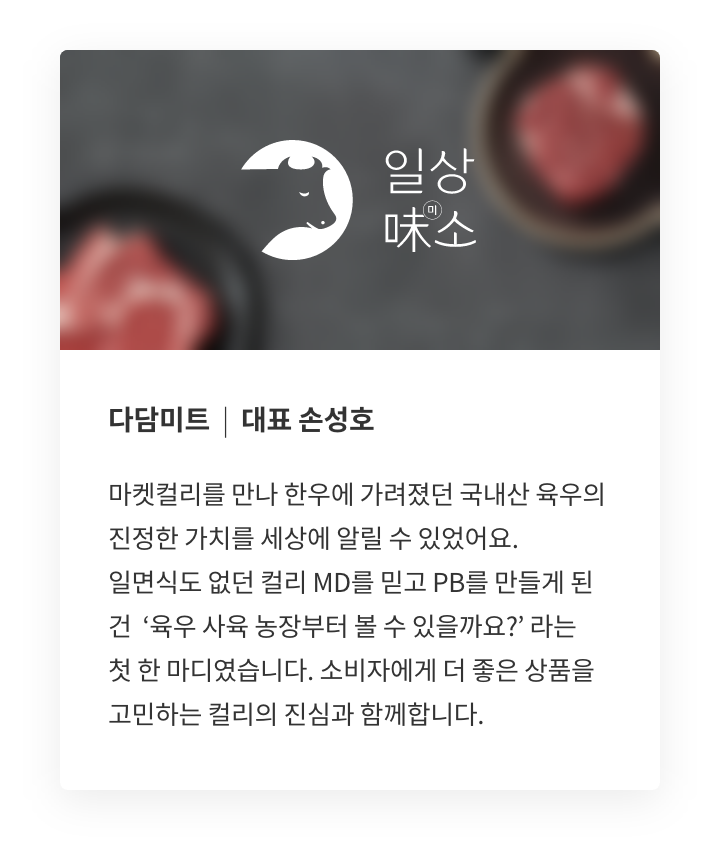 일상
味미소
다담미트 | 대표 손성호
마켓컬리를 만나 한우에 가려졌던 국내산 육우의
진정한 가치를 세상에 알릴 수 있었어요.
일면식도 없던 컬리 MD를 믿고 PB를 만들게 된
건 ‘육우 사육 농장부터 볼 수 있을까요?’ 라는
첫 한 마디였습니다. 소비자에게 더 좋은 상품을
고민하는 컬리의 진심과 함께합니다.